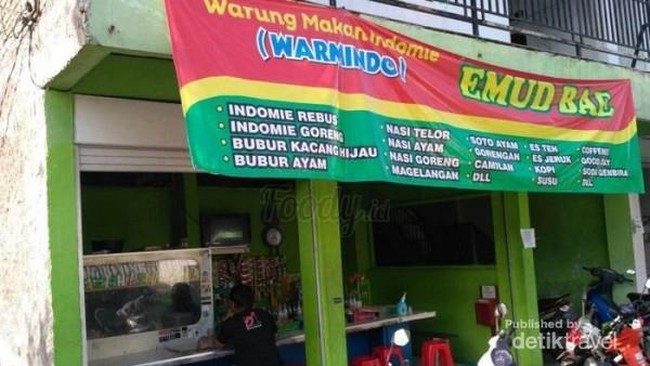 Warung Makan Indomie
(WARMINDO)
EMUD BAE
• INDOMIE REBUS
• INDOMIE GORENG
• BUBUR KACANG HIJAU
• BUBUR AYAM
• NASI TELOR
• NASI AYAM
• NASI GORENG
MAGELANGAN
• SOTO AYAM
• GORENGAN
• CAMILAN
• DLL
• ES TEH
• ES JERUK
• KOPI
• SUSU
• COFFEMIX
• GOOD DAY
• SODA GEMBIRA
• DLL
Foody.id
Published by
detiktravel